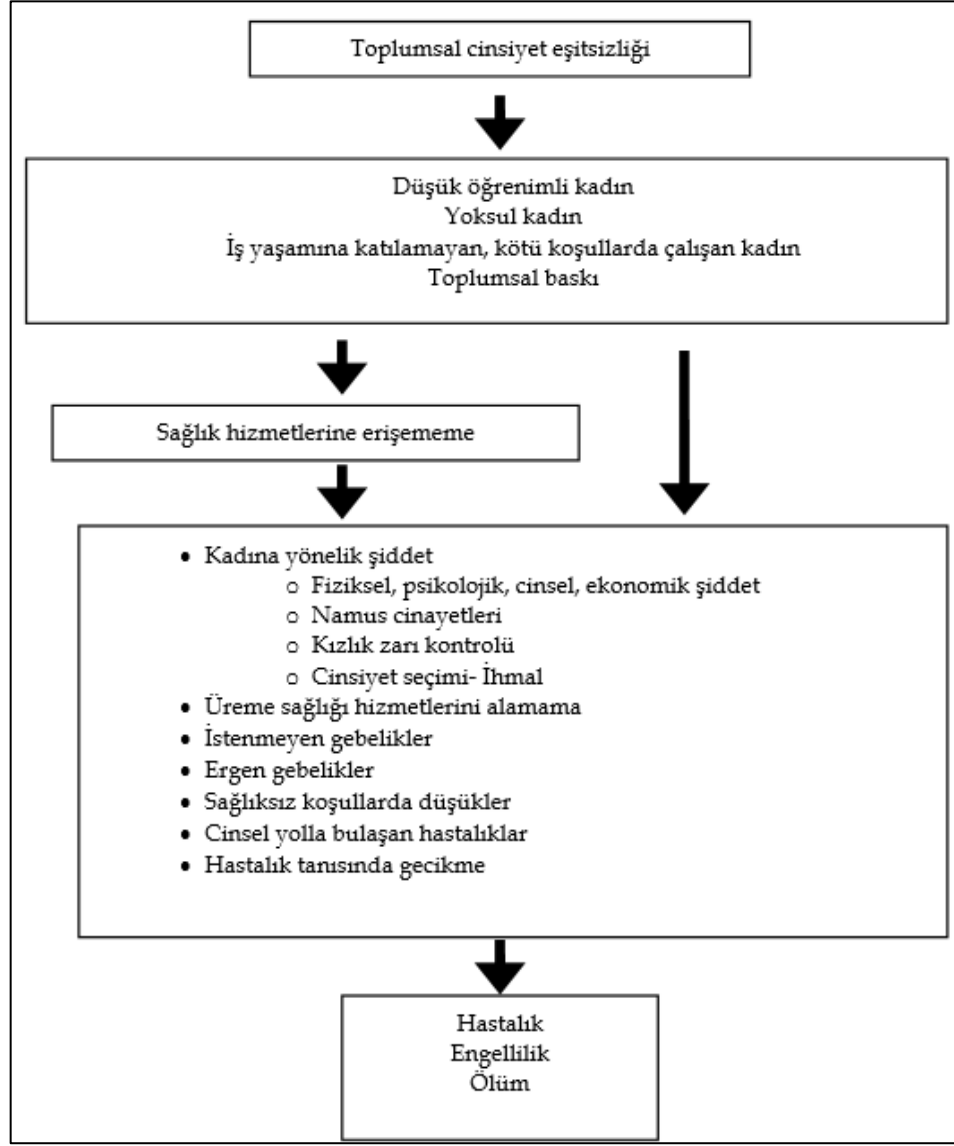 Toplumsal cinsiyet eşitsizliği
Düşük öğrenimli kadın
Yoksul kadın
İş yaşamına katılamayan, kötü koşullarda çalışan kadın
Toplumsal baskı
Sağlık hizmetlerine erişememe
• Kadına yönelik şiddet
o Fiziksel, psikolojik, cinsel, ekonomik şiddet
o Namus cinayetleri
o Kızlık zarı kontrolü
o Cinsiyet seçimi- İhmal
• Üreme sağlığı hizmetlerini alamama
• İstenmeyen gebelikler
• Ergen gebelikler
• Sağlıksız koşullarda düşükler
• Cinsel yolla bulaşan hastalıklar
• Hastalık tanısında gecikme
Hastalık
Engellilik
Ölüm